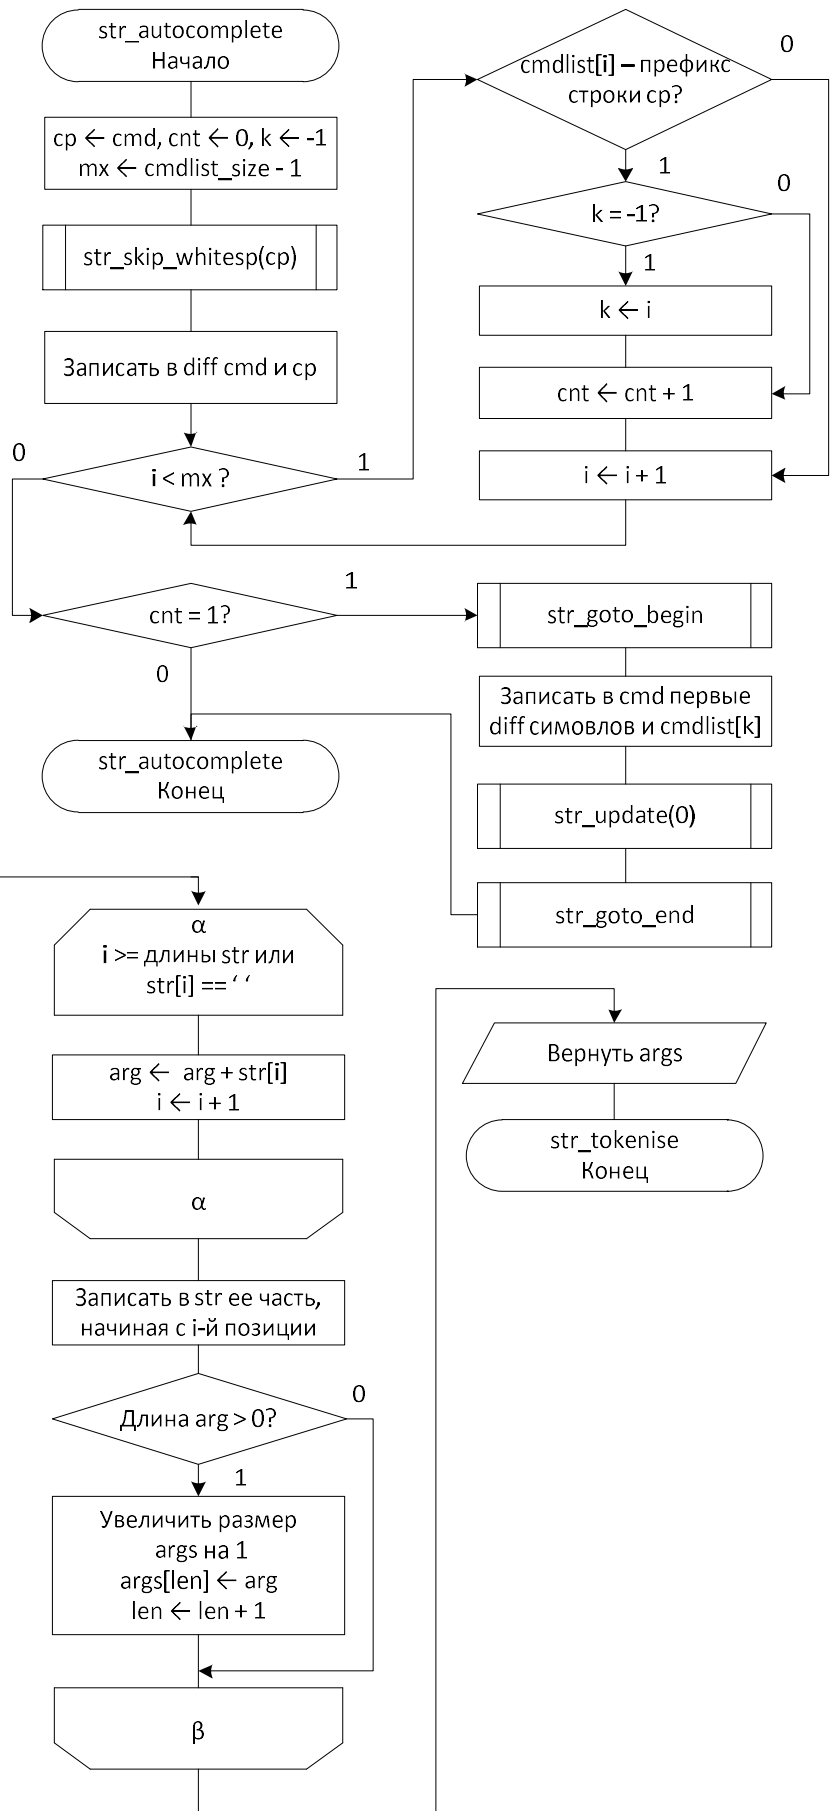 str_autocomplete
Начало
cp ← cmd, cnt ← 0, k ← -1
mx ← cmdlist_size - 1
str_skip_whitesp(cp)
Записать в diff cmd и cp
i < mx ?
0
1
cmdlist[i] – префикс
строки cp?
0
1
k = -1?
0
1
k ← i
cnt ← cnt + 1
i ← i + 1
cnt = 1?
1
0
str_goto_begin
Записать в cmd первые
diff симовлов и cmdlist[k]
str_update(0)
str_goto_end
str_autocomplete
Конец
α
i >= длины str или
str[i] == ‘ ‘
arg ← arg + str[i]
i ← i + 1
α
Записать в str ее часть,
начиная с i-й позиции
Длина arg > 0?
0
1
Увеличить размер
args на 1
args[len] ← arg
len ← len + 1
β
Вернуть args
str_tokenise
Конец